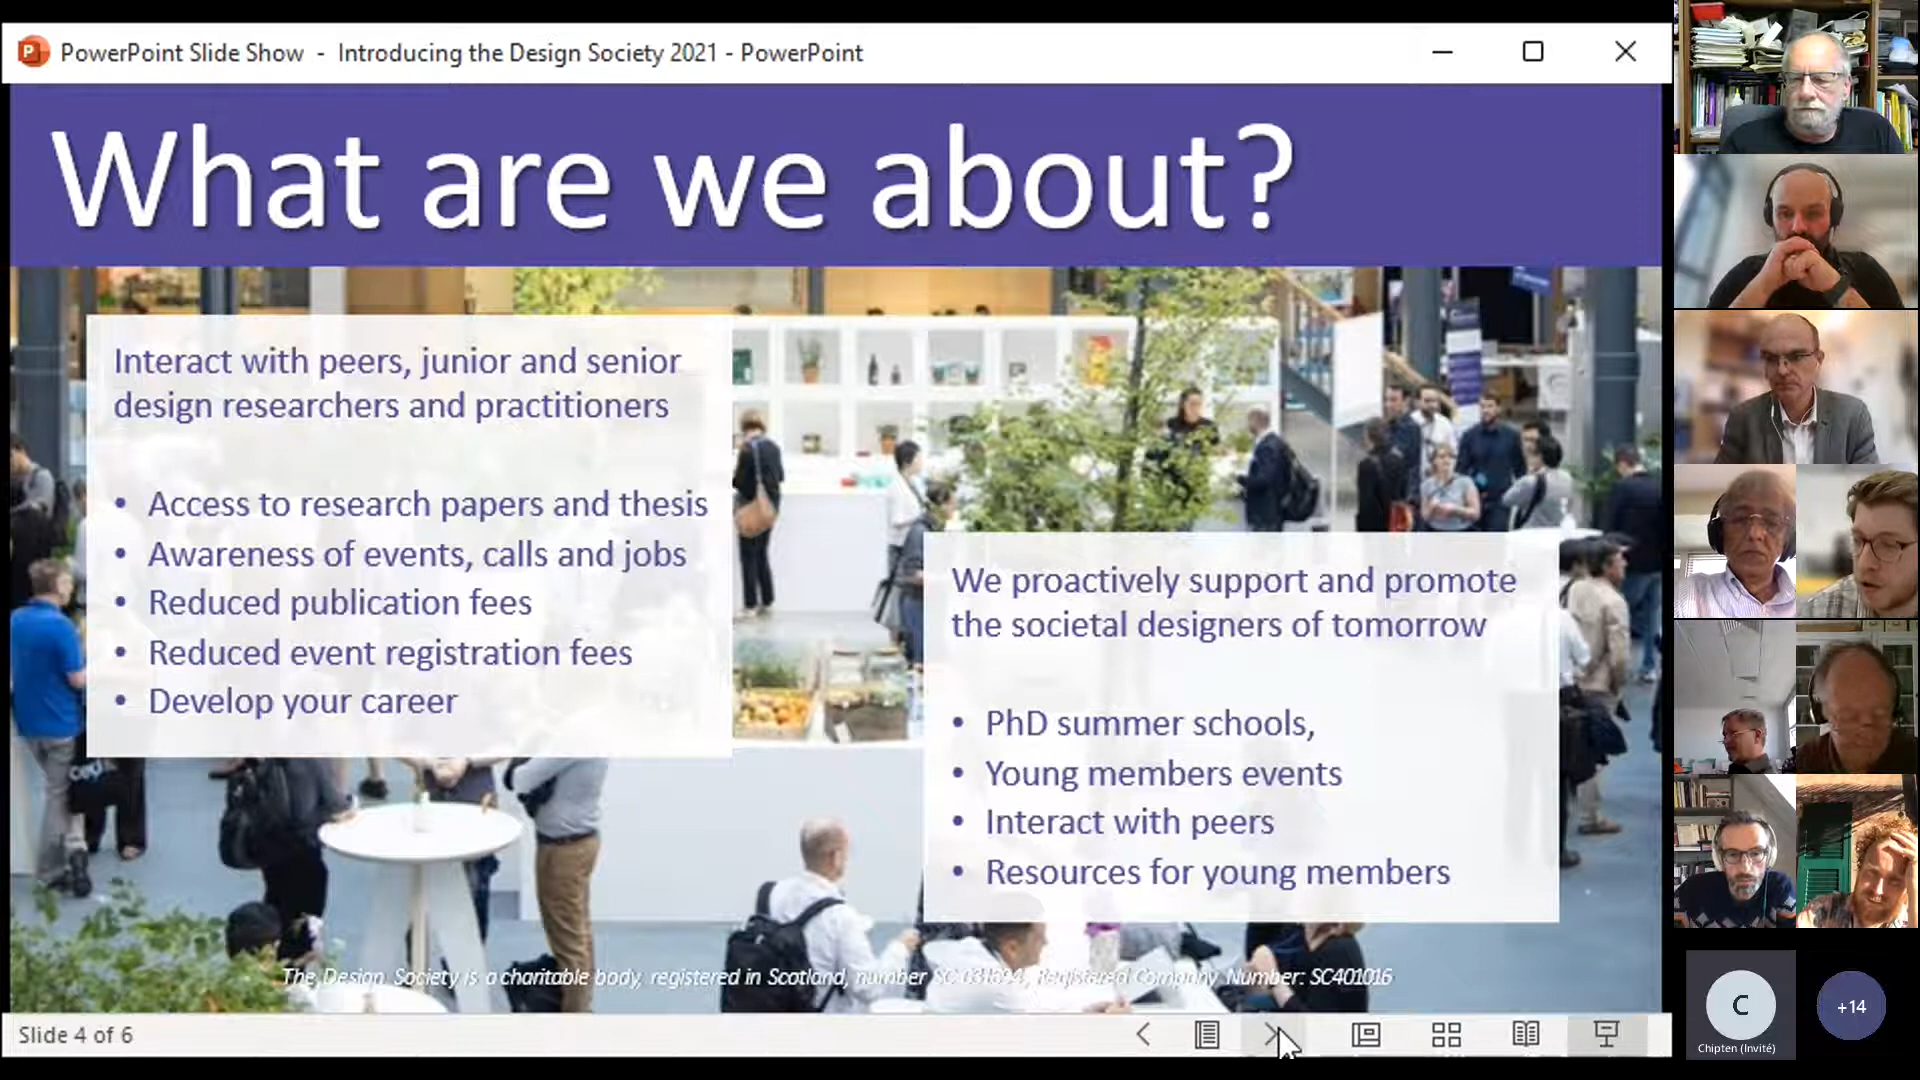 PowerPoint Slide Show - Introducing the Design Society 2021 - PowerPoint
What are we about?
Interact with peers, junior and senior
design researchers and practitioners
• Access to research papers and thesis
• Awareness of events, calls and jobs
• Reduced publication fees
• Reduced event registration fees
• Develop your career
We proactively support and promote
the societal designers of tomorrow
• PhD summer schools,
• Young members events
• Interact with peers
• Resources for young members
The Design Society is a charitable body, registered in Scotland, number Registered Company Number: SC401016
Slide 4 of 6
C
Chipten (Invité)
+14